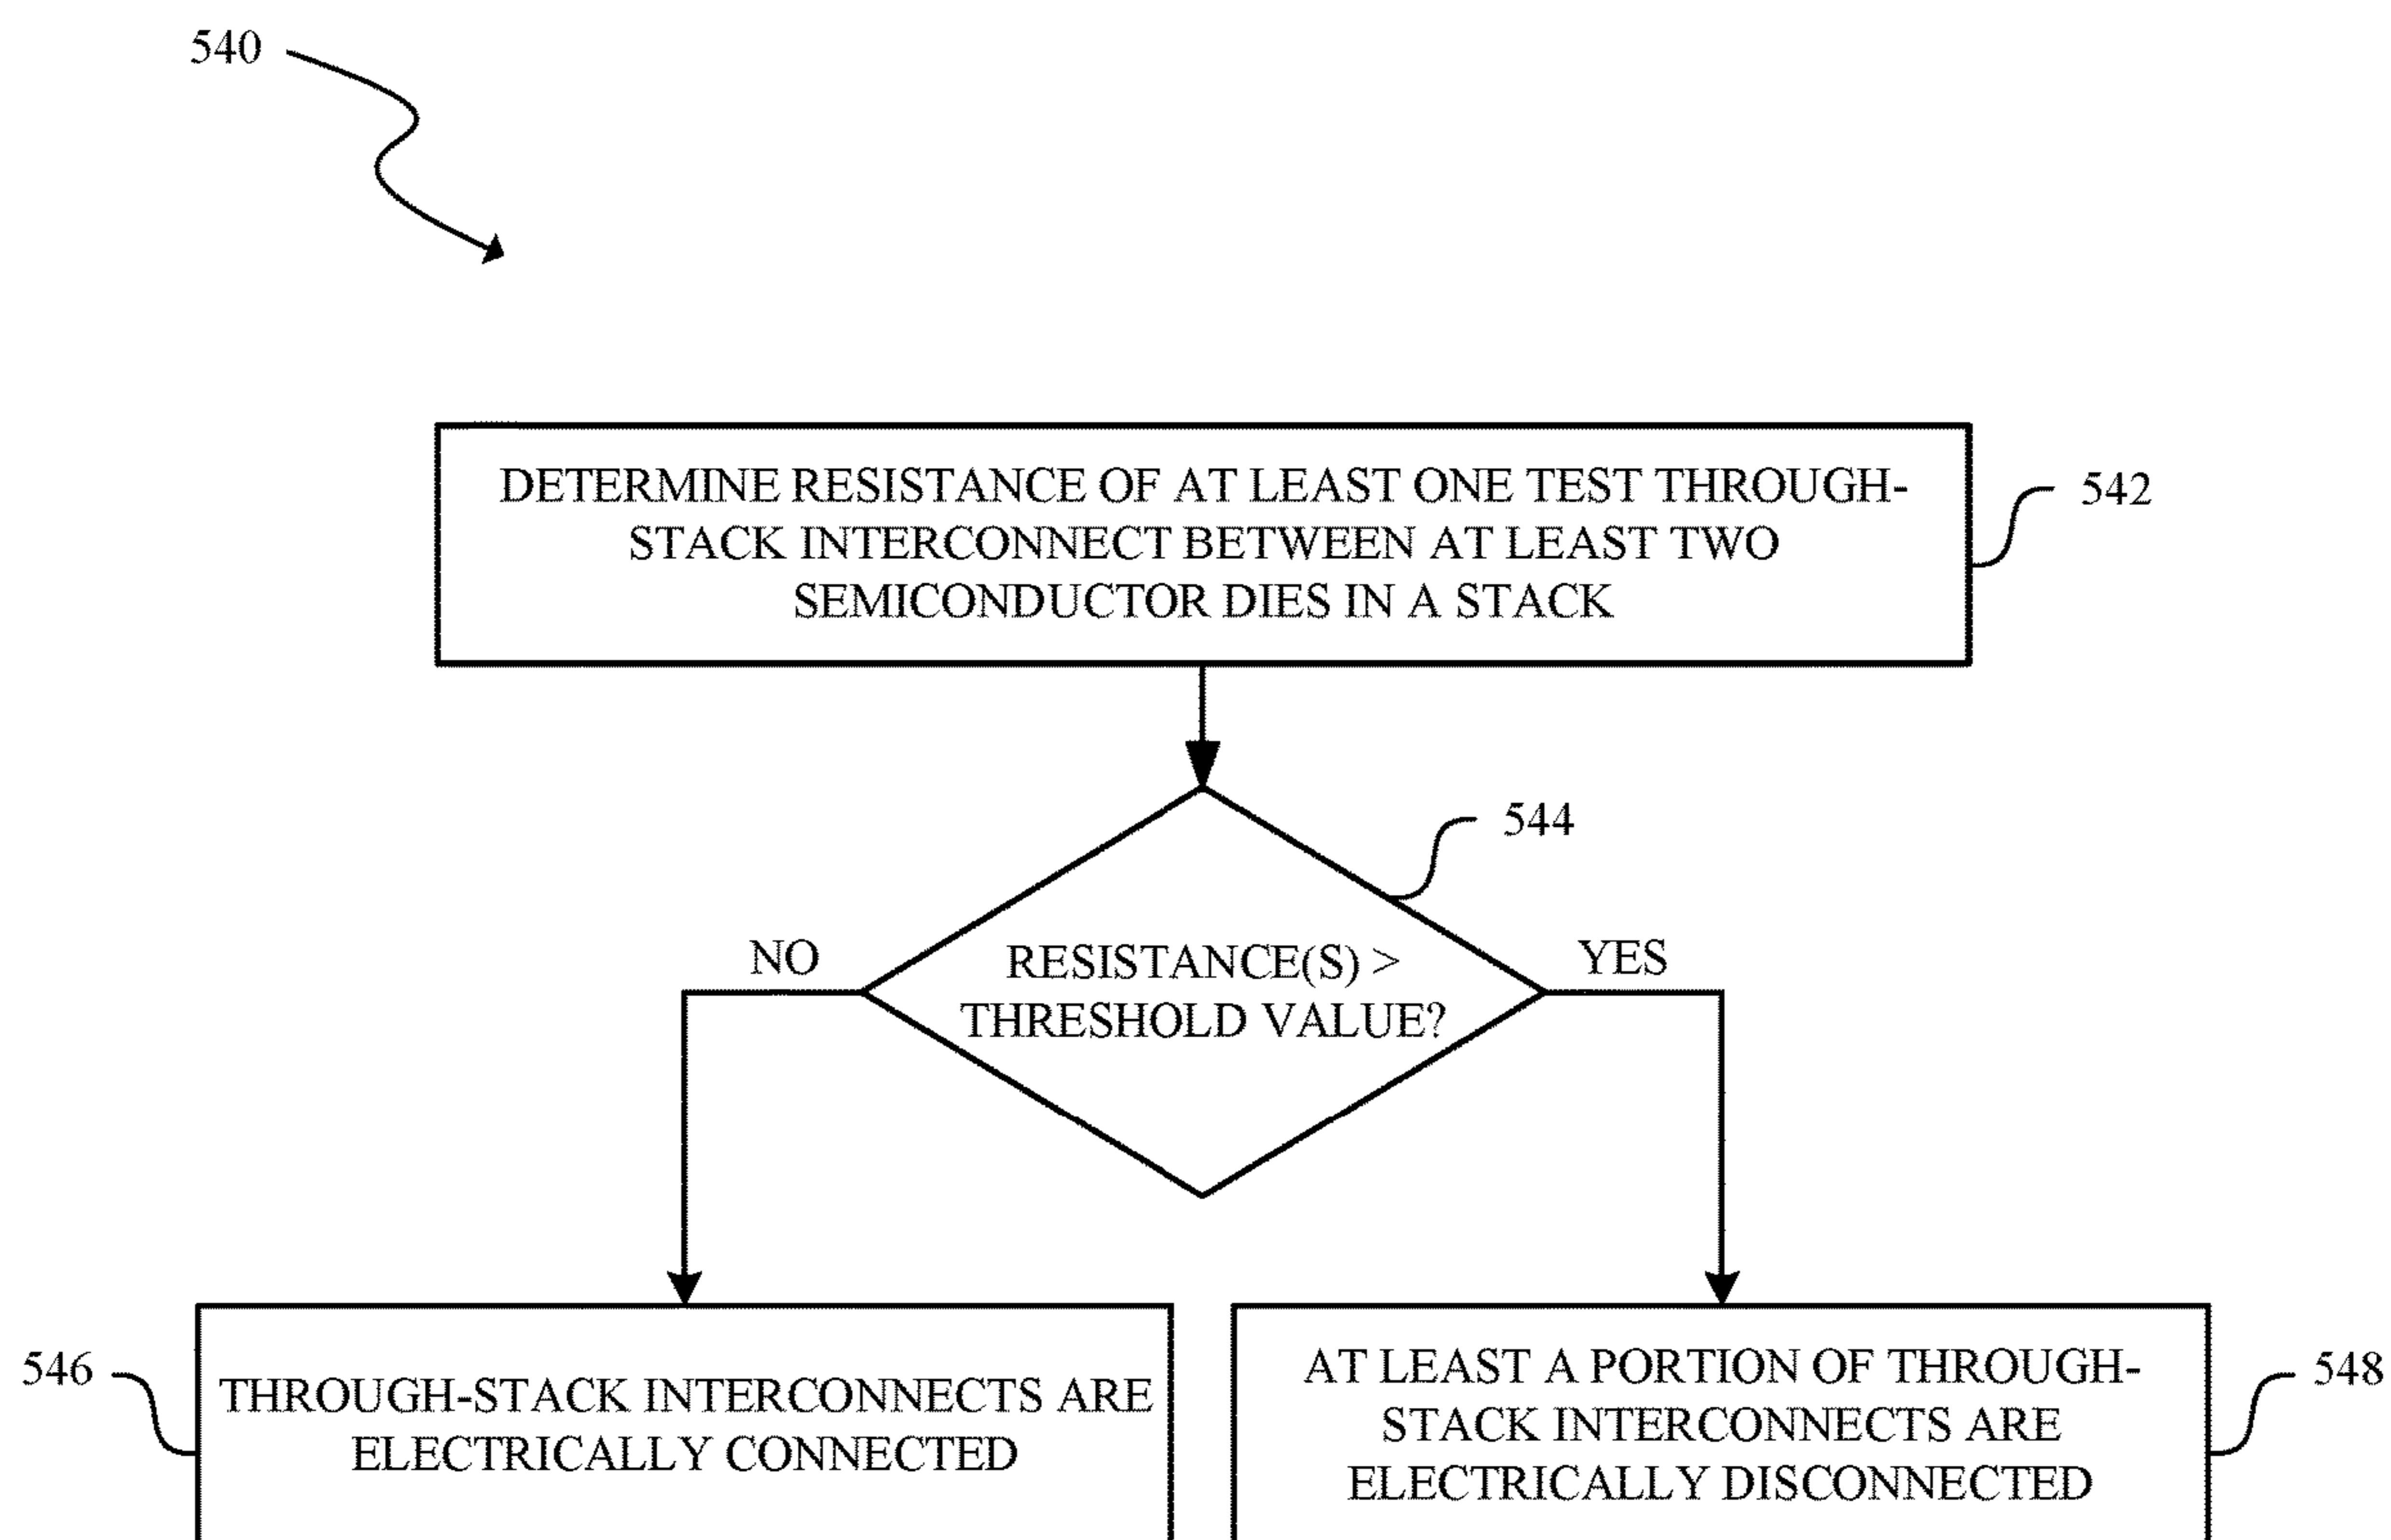 540
DETERMINE RESISTANCE OF AT LEAST ONE TEST THROUGH-
STACK INTERCONNECT BETWEEN AT LEAST TWO
SEMICONDUCTOR DIES IN A STACK
542
544
NO
RESISTANCE(S) >
THRESHOLD VALUE?
YES
546
THROUGH-STACK INTERCONNECTS ARE
ELECTRICALLY CONNECTED
AT LEAST A PORTION OF THROUGH-
STACK INTERCONNECTS ARE
ELECTRICALLY DISCONNECTED
548